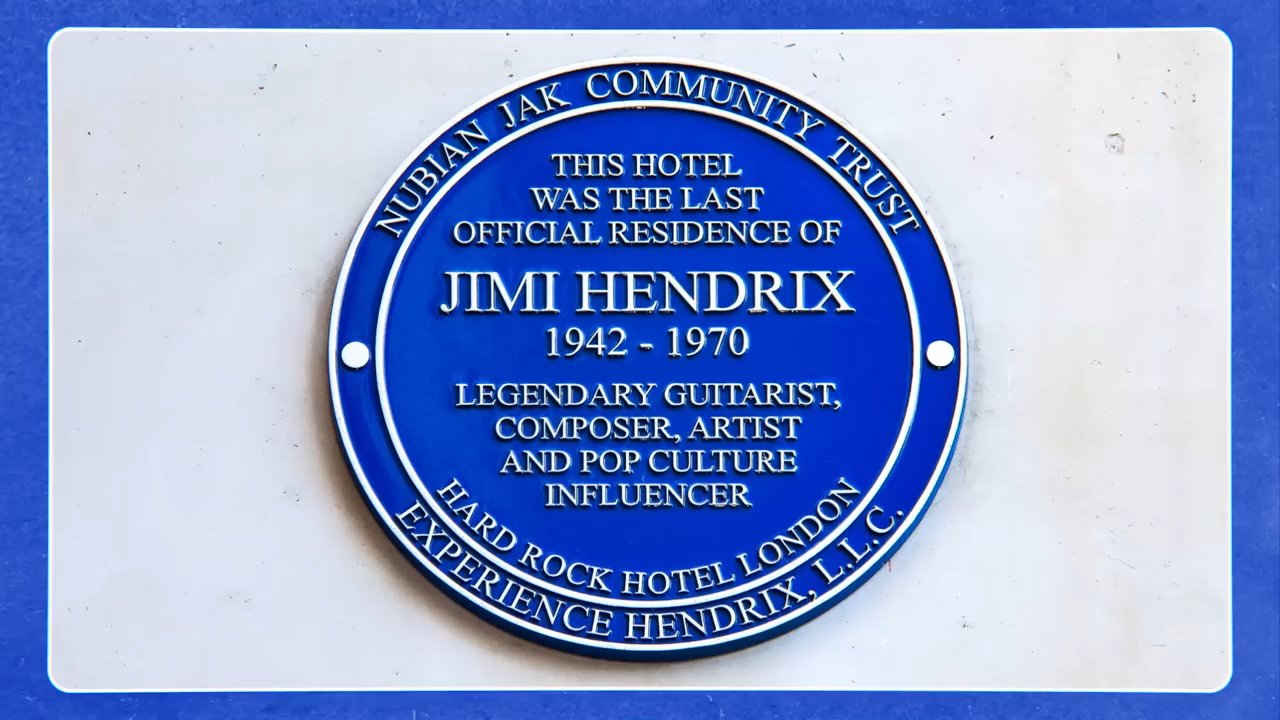 NUBIAN JAK COMMUNITY TRUST
THIS HOTEL
WAS THE LAST
OFFICIAL RESIDENCE OF
JIMI HENDRIX
1942 - 1970
LEGENDARY GUITARIST,
COMPOSER, ARTIST
AND POP CULTURE
INFLUENCER
HARD ROCK HOTEL LONDON
EXPERIENCE HENDRIX, L.L.C.